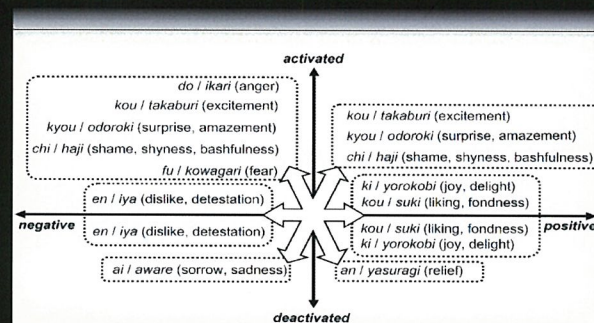 activated
do / ikari (anger)
kou / takaburi (excitement)
kyou / odoroki (surprise, amazement)
chi / haji (shame, shyness, bashfulness)
fu / kowagari (fear)
kou / takaburi (excitement)
kyou / odoroki (surprise, amazement)
chi / haji (shame, shyness, bashfulness)
en / iya (dislike, detestation)
ki / yorokobi (joy, delight)
kou / suki (liking, fondness)
negative
positive
en / iya (dislike, detestation)
kou / suki (liking, fondness)
ki / yorokobi (joy, delight)
ai / aware (sorrow, sadness)
an / yasuragi (relief)
deactivated